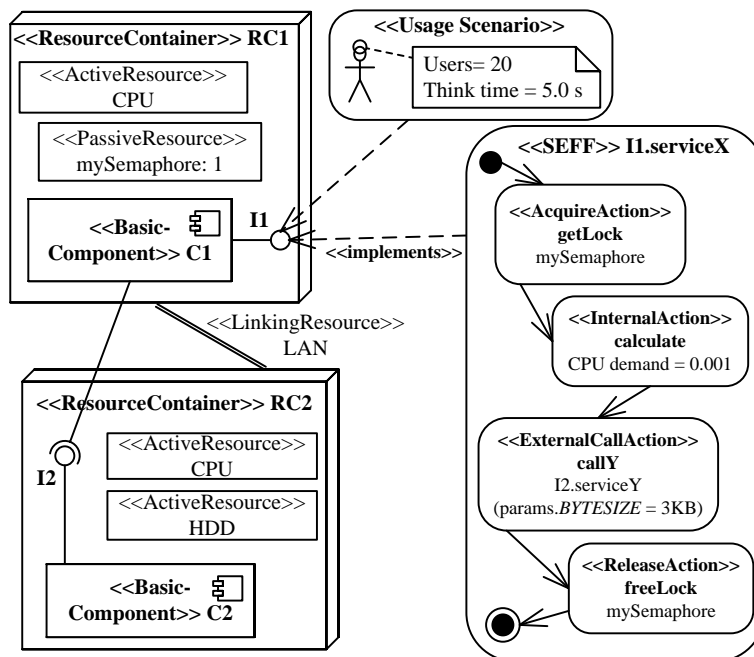 <<ResourceContainer>> RC1
<<ActiveResource>>
CPU
<<PassiveResource>>
mySemaphore: 1
<<Basic-
Component>> C1
I1
<<Usage Scenario>>
Users= 20
Think time = 5.0 s
<<implements>>
<<LinkingResource>>
LAN
<<ResourceContainer>> RC2
<<ActiveResource>>
CPU
<<ActiveResource>>
HDD
I2
<<Basic-
Component>> C2
<<SEFF>> I1.serviceX
<<AcquireAction>>
getLock
mySemaphore
<<InternalAction>>
calculate
CPU demand = 0.001
<<ExternalCallAction>>
callY
I2.serviceY
(params.BYTESIZE = 3KB)
<<ReleaseAction>>
freeLock
mySemaphore